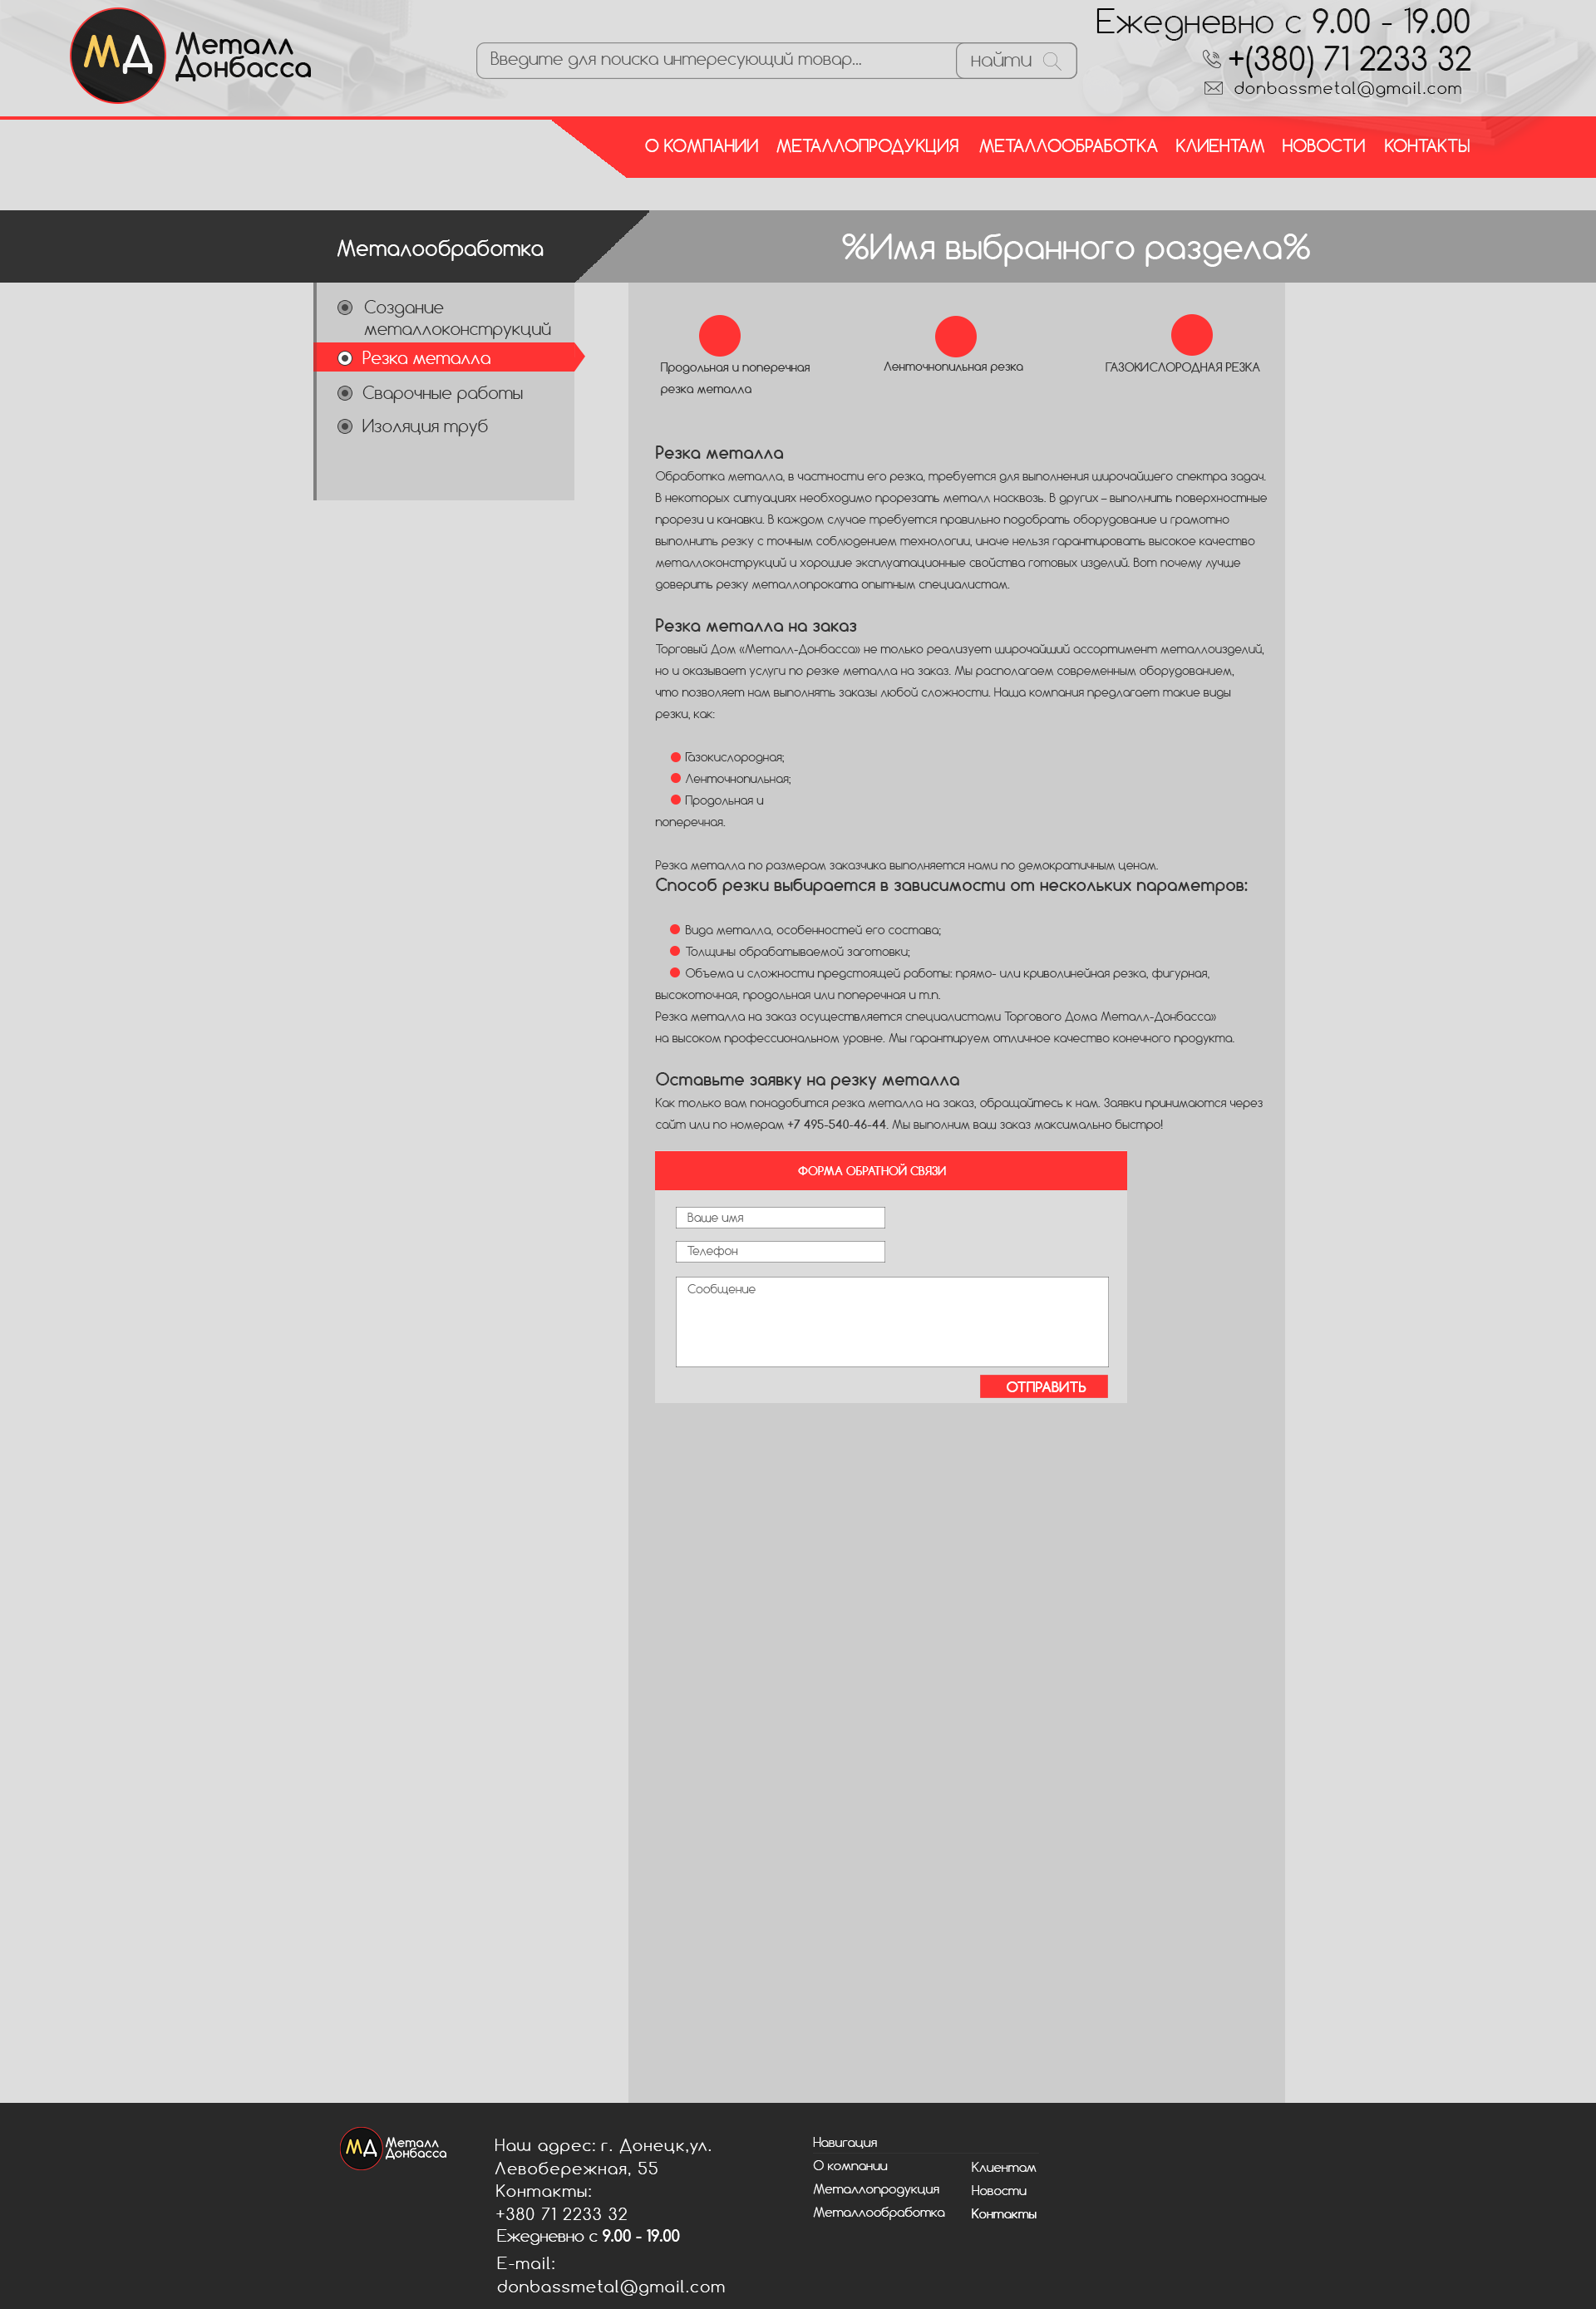 МД
Металл
Донбасса
Введите для поиска интересующий товар...
найти
Ежедневно с 9.00 - 19.00
+(380) 71 2233 32
donbassmetal@gmail.com
О КОМПАНИИ МЕТАЛЛОПРОДУКЦИЯ МЕТАЛЛООБРАБОТКА КЛИЕНТАМ НОВОСТИ КОНТАКТЫ
Металообработка
%Имя выбранного раздела%
Создание
металлоконструкций
Резка металла
Сварочные работы
Изоляция труб
Продольная и поперечная
резка металла
Ленточнопильная резка
ГАЗОКИСЛОРОДНАЯ РЕЗКА
Резка металла
Обработка металла, в частности его резка, требуется для выполнения широчайшего спектра задач.
В некоторых ситуациях необходимо прорезать металл насквозь. В других – выполнить поверхностные
прорези и канавки. В каждом случае требуется правильно подобрать оборудование и грамотно
выполнить резку с точным соблюдением технологии, иначе нельзя гарантировать высокое качество
металлоконструкций и хорошие эксплуатационные свойства готовых изделий. Вот почему лучше
доверить резку металлопроката опытным специалистам.
Резка металла на заказ
Торговый Дом «Металл-Донбасса» не только реализует широчайший ассортимент металлоизделий,
но и оказывает услуги по резке металла на заказ. Мы располагаем современным оборудованием,
что позволяет нам выполнять заказы любой сложности. Наша компания предлагает такие виды
резки, как:
Газокислородная;
Ленточнопильная;
Продольная и
поперечная.
Резка металла по размерам заказчика выполняется нами по демократичным ценам.
Способ резки выбирается в зависимости от нескольких параметров:
Вида металла, особенностей его состава;
Толщины обрабатываемой заготовки;
Объема и сложности предстоящей работы: прямо- или криволинейная резка, фигурная,
высокоточная, продольная или поперечная и т.п.
Резка металла на заказ осуществляется специалистами Торгового Дома Металл-Донбасса»
на высоком профессиональном уровне. Мы гарантируем отличное качество конечного продукта.
Оставьте заявку на резку металла
Как только вам понадобится резка металла на заказ, обращайтесь к нам. Заявки принимаются через
сайт или по номерам +7 495-540-46-44. Мы выполним ваш заказ максимально быстро!
ФОРМА ОБРАТНОЙ СВЯЗИ
Ваше имя
Телефон
Сообщение
ОТПРАВИТЬ
МД
Металл
Донбасса
Наш адрес: г. Донецк,ул.
Левобережная, 55
Контакты:
+380 71 2233 32
Ежедневно с 9.00 - 19.00
E-mail:
donbassmetal@gmail.com
Навигация
О компании
Металлопродукция
Металлообработка
Клиентам
Новости
Контакты